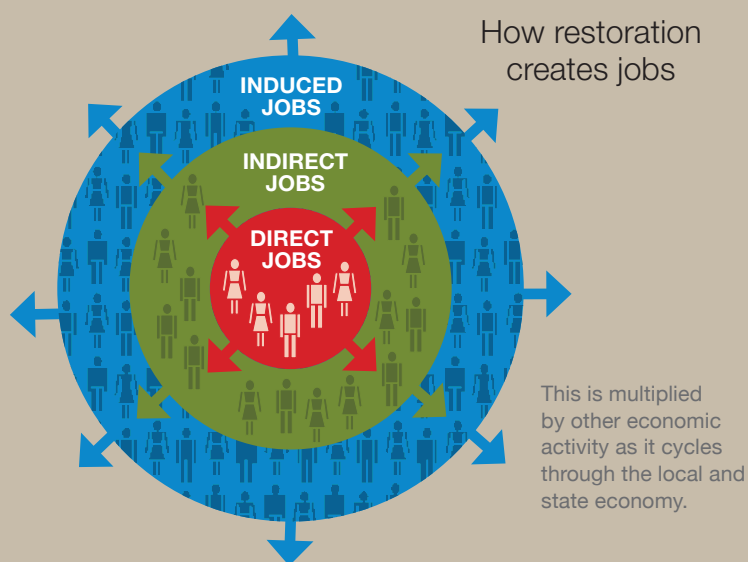 How restoration
creates jobs
INDUCED
JOBS
INDIRECT
JOBS
DIRECT
JOBS
This is multiplied
by other economic
activity as it cycles
through the local and
state economy.